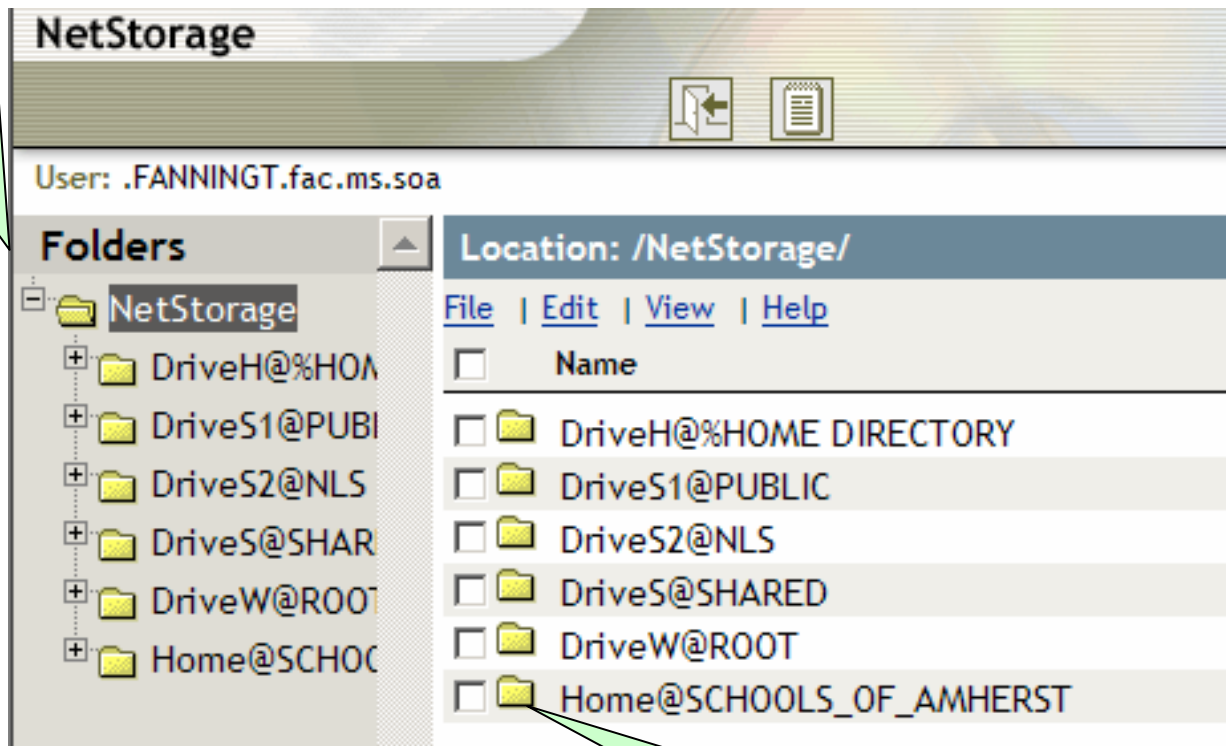 NetStorage
User: .FANNINGT.fac.ms.soa
Folders
NetStorage
DriveH@%HOM
DriveS1@PUBI
DriveS2@NLS
DriveS@SHAR
DriveW@ROOT
Home@SCHOO
Location: /NetStorage/
File | Edit | View | Help
Name
DriveH@%HOME DIRECTORY
DriveS1@PUBLIC
DriveS2@NLS
DriveS@SHARED
DriveW@ROOT
Home@SCHOOLS_OF_AMHERST